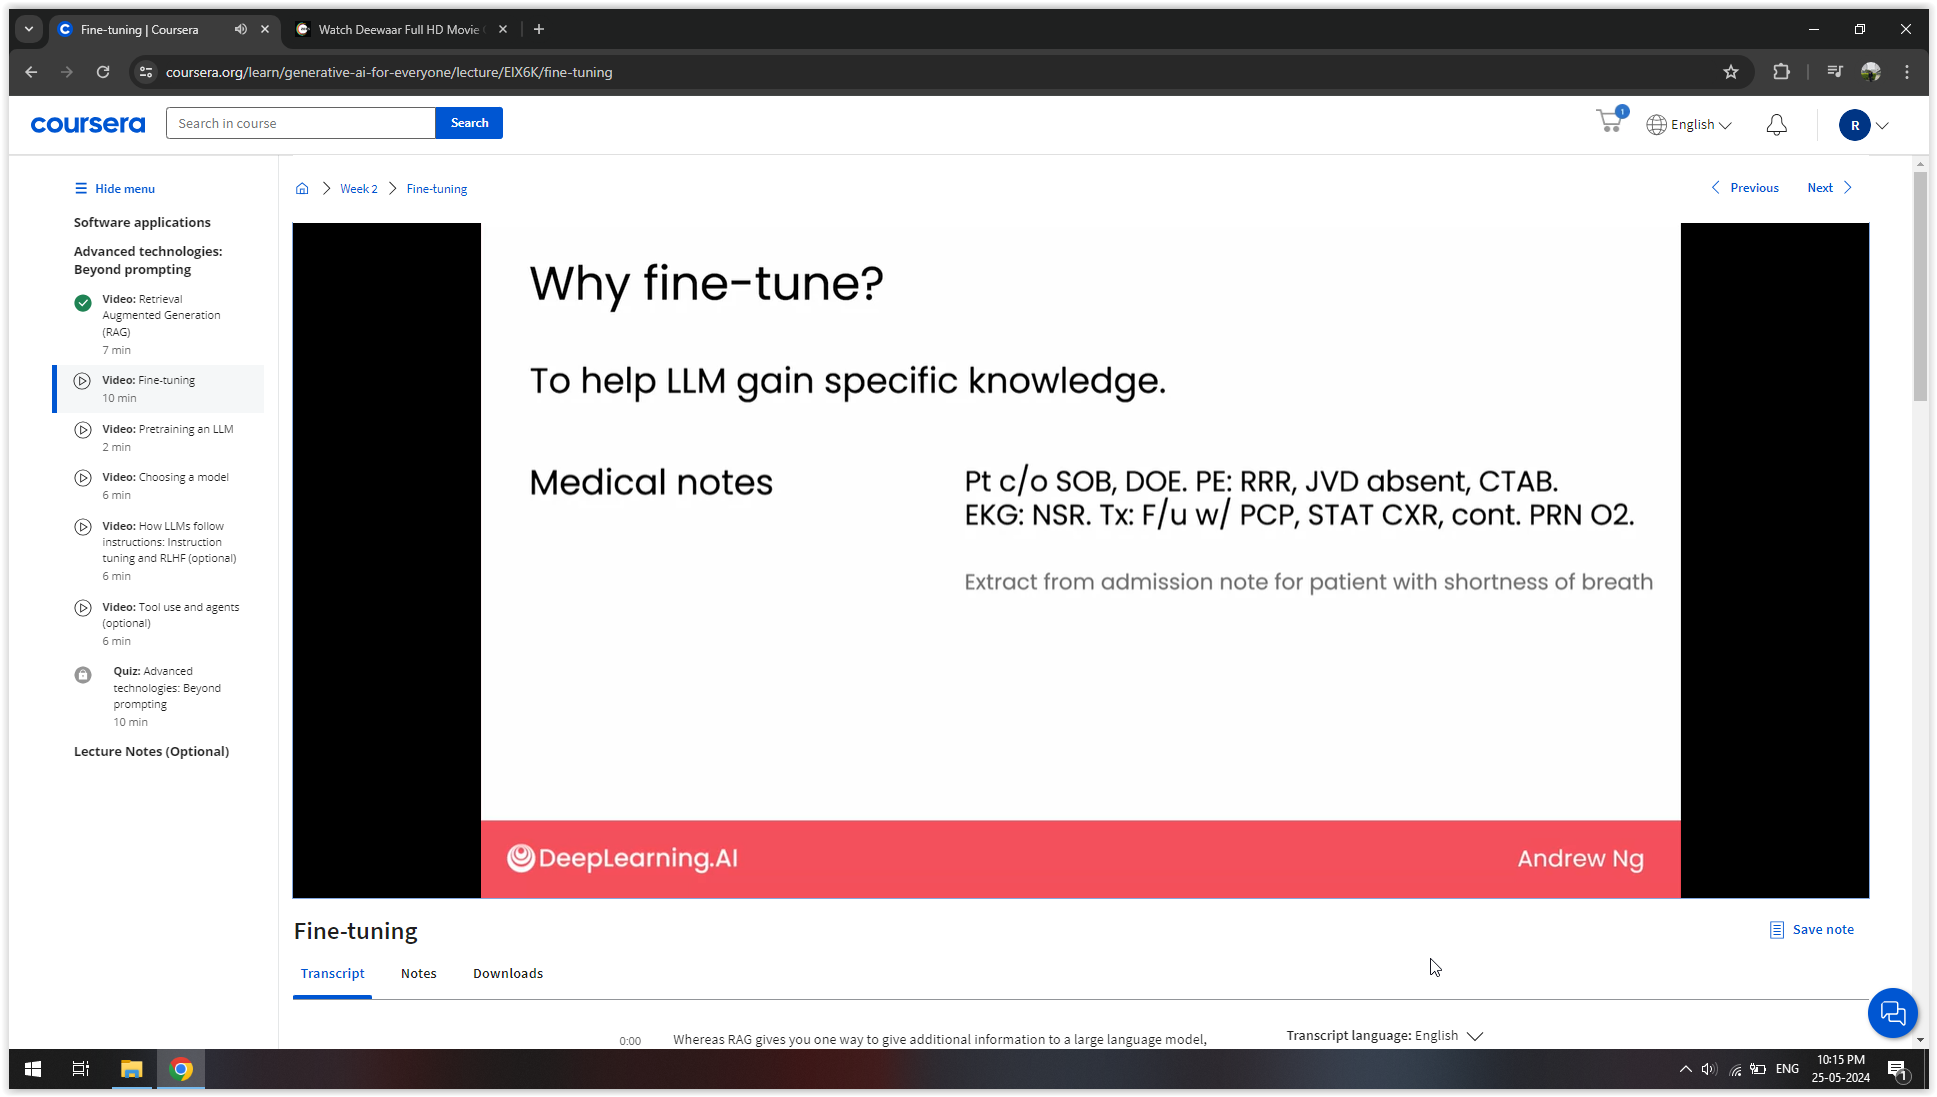 Fine-tuning | Coursera
Watch Deewaar Full HD Movie
coursera.org/learn/generative-ai-for-everyone/lecture/EIX6K/fine-tuning
coursera
Search in course
Search
1
English
R
Hide menu
Week 2
Fine-tuning
Previous
Next
Software applications
Advanced technologies:
Beyond prompting
Video: Retrieval
Augmented Generation
(RAG)
7 min
Video: Fine-tuning
10 min
Video: Pretraining an LLM
2 min
Video: Choosing a model
6 min
Video: How LLMs follow
instructions: Instruction
tuning and RLHF (optional)
6 min
Video: Tool use and agents
(optional)
6 min
Quiz: Advanced
technologies: Beyond
prompting
10 min
Lecture Notes (Optional)
Why fine-tune?
To help LLM gain specific knowledge.
Medical notes
Pt c/o SOB, DOE. PE: RRR, JVD absent, CTAB.
EKG: NSR. Tx: F/u w/ PCP, STAT CXR, cont. PRN O2.
Extract from admission note for patient with shortness of breath
DeepLearning.AI
Andrew Ng
Fine-tuning
Save note
Transcript
Notes
Downloads
0:00
Whereas RAG gives you one way to give additional information to a large language model,
Transcript language: English
ENG
10:15 PM
25-05-2024
1